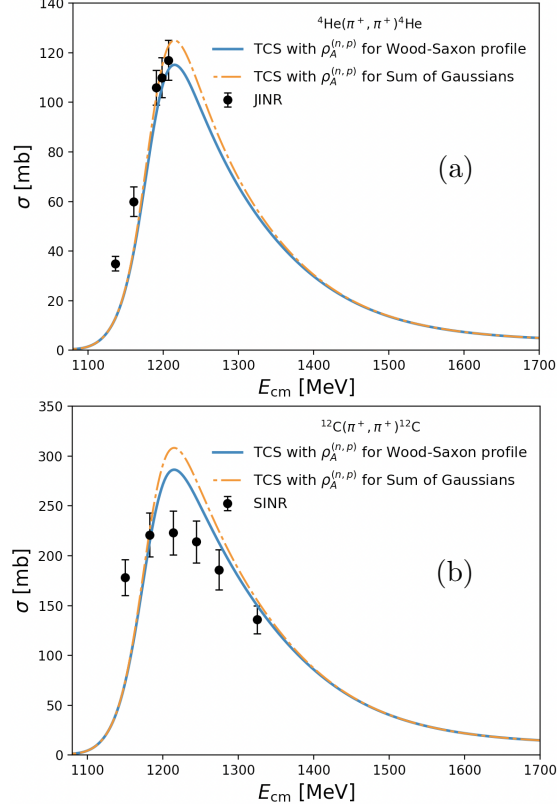 ⁴He(π⁺, π⁺)⁴He
TCS with ρ_A^(n, p) for Wood-Saxon profile
TCS with ρ_A^(n, p) for Sum of Gaussians
JINR
(a)
σ [mb]
140
120
100
80
60
40
20
0
1100 1200 1300 1400 1500 1600 1700
E_cm [MeV]
¹²C(π⁺, π⁺)¹²C
TCS with ρ_A^(n, p) for Wood-Saxon profile
TCS with ρ_A^(n, p) for Sum of Gaussians
SINR
(b)
σ [mb]
350
300
250
200
150
100
50
0
1100 1200 1300 1400 1500 1600 1700
E_cm [MeV]